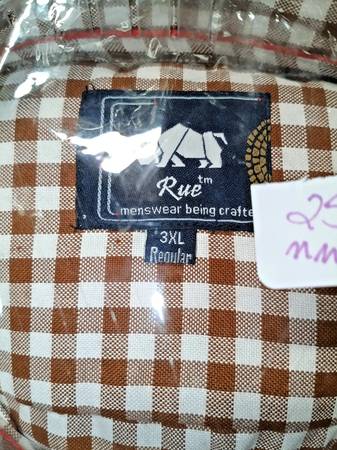 Rue™
menswear being crafte
3XL
Regular